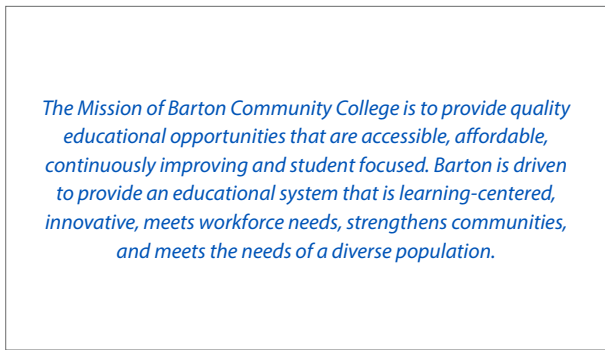 The Mission of Barton Community College is to provide quality
educational opportunities that are accessible, affordable,
continuously improving and student focused. Barton is driven
to provide an educational system that is learning-centered,
innovative, meets workforce needs, strengthens communities,
and meets the needs of a diverse population.